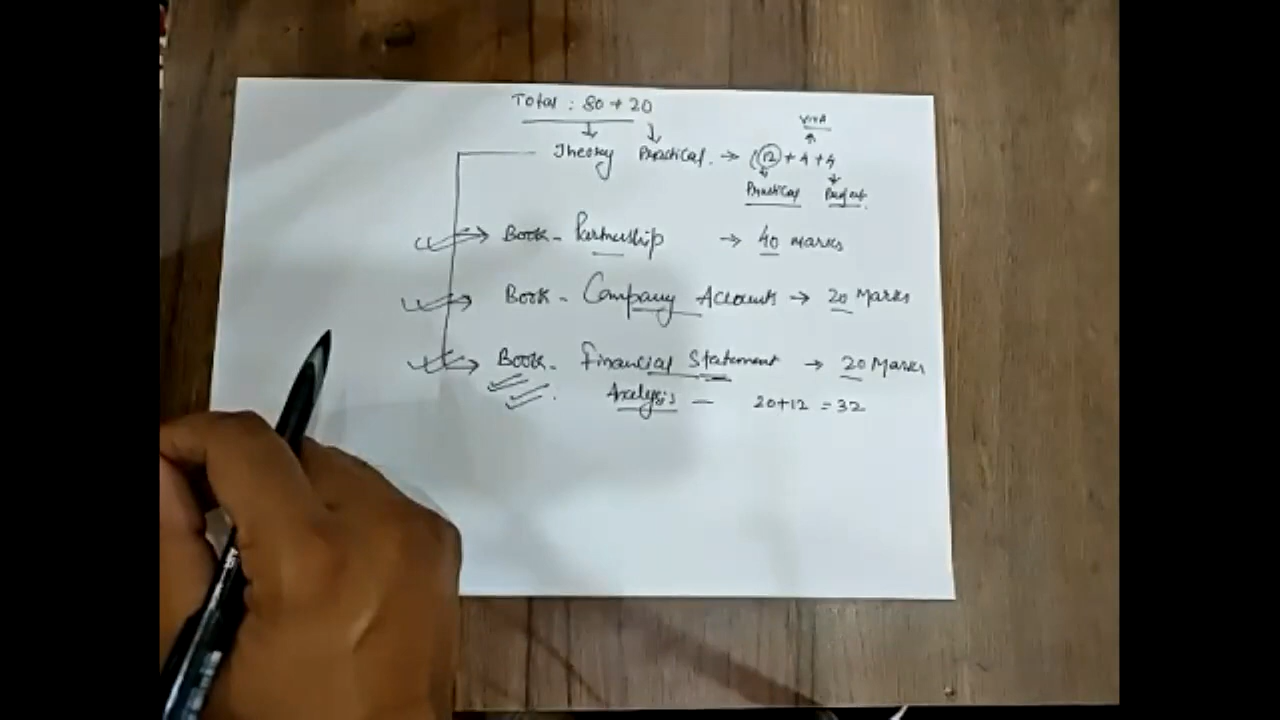 Total : 80 + 20
VIVA
Theory Practical. → (12 + 4 + 4
Practical Project.
Book - Partnership → 40 Marks
Book - Company Accounts → 20 Marks
Book - Financial Statement → 20 Marks
Analysis — 20+12 = 32